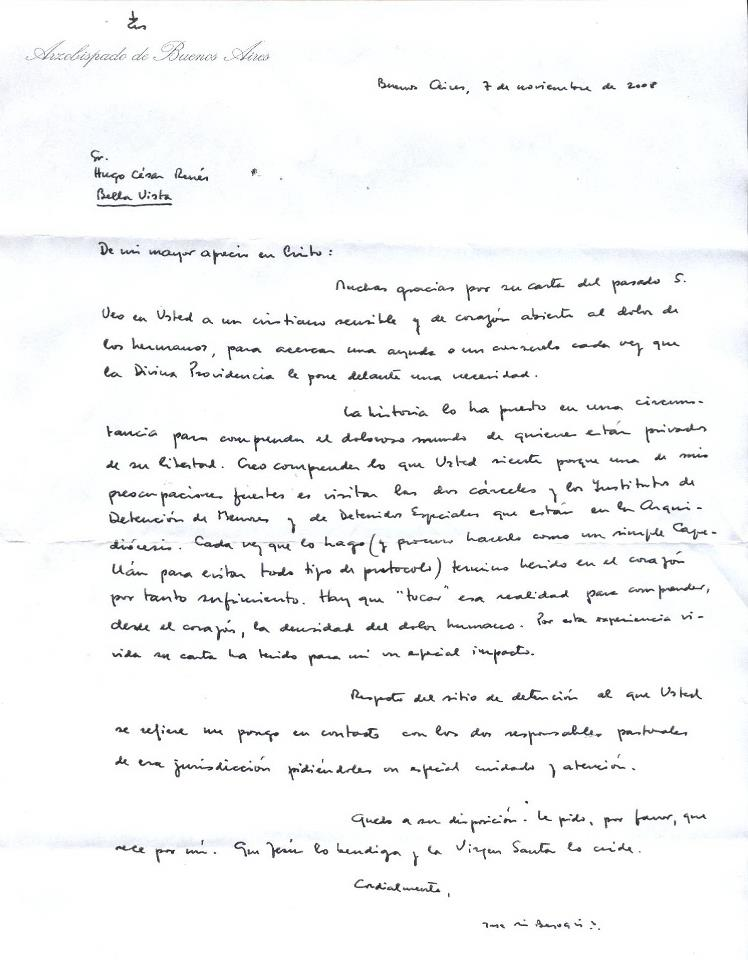 Arzobispado de Buenos Aires
Buenos Aires, 7 de noviembre de 2008
Sr.
Hugo César Renés
Bella Vista
De mi mayor aprecio en Cristo:
Muchas gracias por su carta del pasado 5.
Veo en Usted a un cristiano sensible y de corazón abierto al dolor de
los hermanos, para acercar una ayuda o un consuelo cada vez que
la Divina Providencia le pone delante una necesidad.
La historia lo ha puesto en una circuns-
tancia para comprender el doloroso mundo de quienes están privados
de su libertad. Creo comprender lo que Usted siente porque una de mis
preocupaciones fuertes es visitar las dos cárceles y los Institutos de
Detención de Menores y de Detenidos Especiales que están en la Arqui-
diócesis. Cada vez que lo hago (y procuro hacerlo como un simple Cape-
llán para evitar todo tipo de protocolo) termino herido en el corazón
por tanto sufrimiento. Hay que "tocar" esa realidad para comprender,
desde el corazón, la densidad del dolor humano. Por esta experiencia vi-
vida su carta ha tenido para mí un especial impacto.
Respecto del sitio de detención al que Usted
se refiere me pongo en contacto con los dos responsables pastorales
de esa jurisdicción pidiéndoles un especial cuidado y atención.
Quedo a su disposición. Le pido, por favor, que
rece por mí. Que Jesús lo bendiga y la Virgen Santa lo cuide.
Cordialmente,
Bergoglio